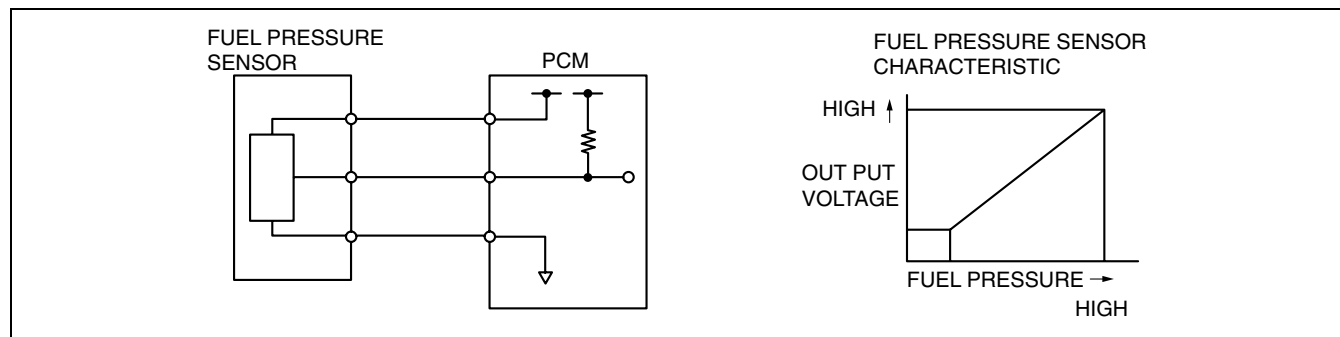 FUEL PRESSURE
SENSOR
PCM
FUEL PRESSURE SENSOR
CHARACTERISTIC
HIGH
OUT PUT
VOLTAGE
FUEL PRESSURE
HIGH